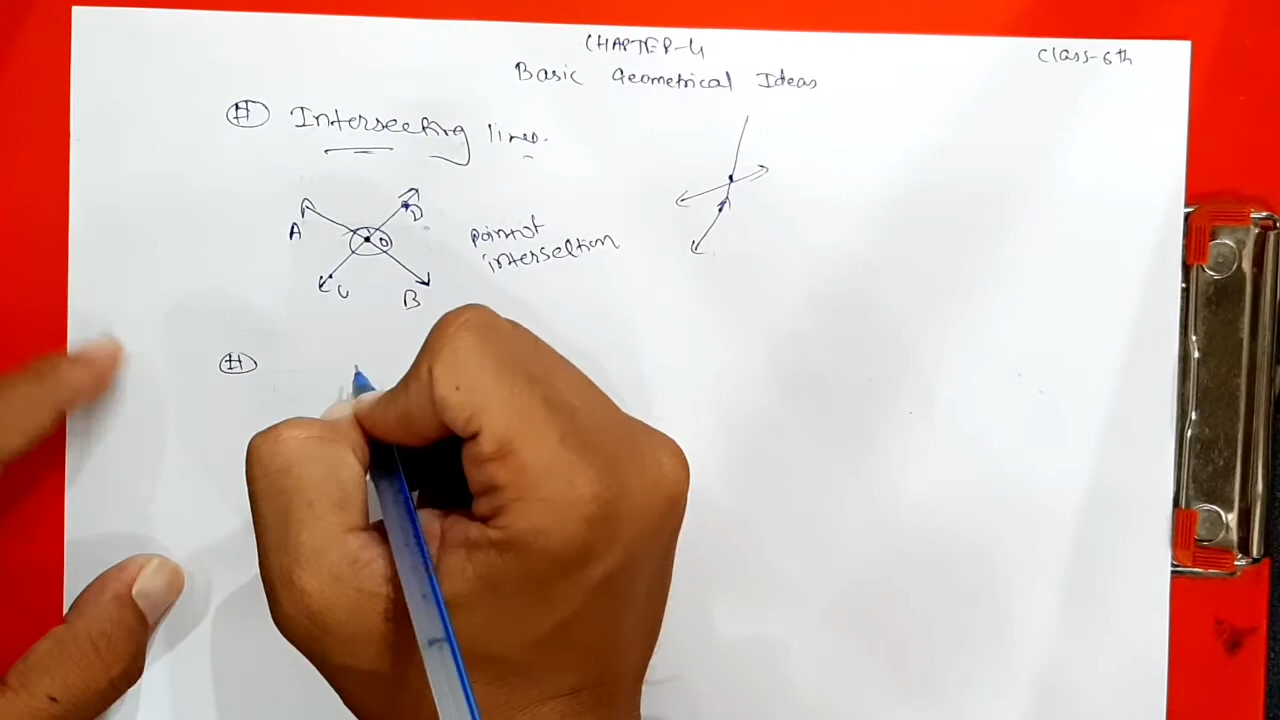 CHAPTER-4
Class-6th
Basic Geometrical Ideas
# Intersecting lines.
A
D
O
C
B
point of
intersection
#